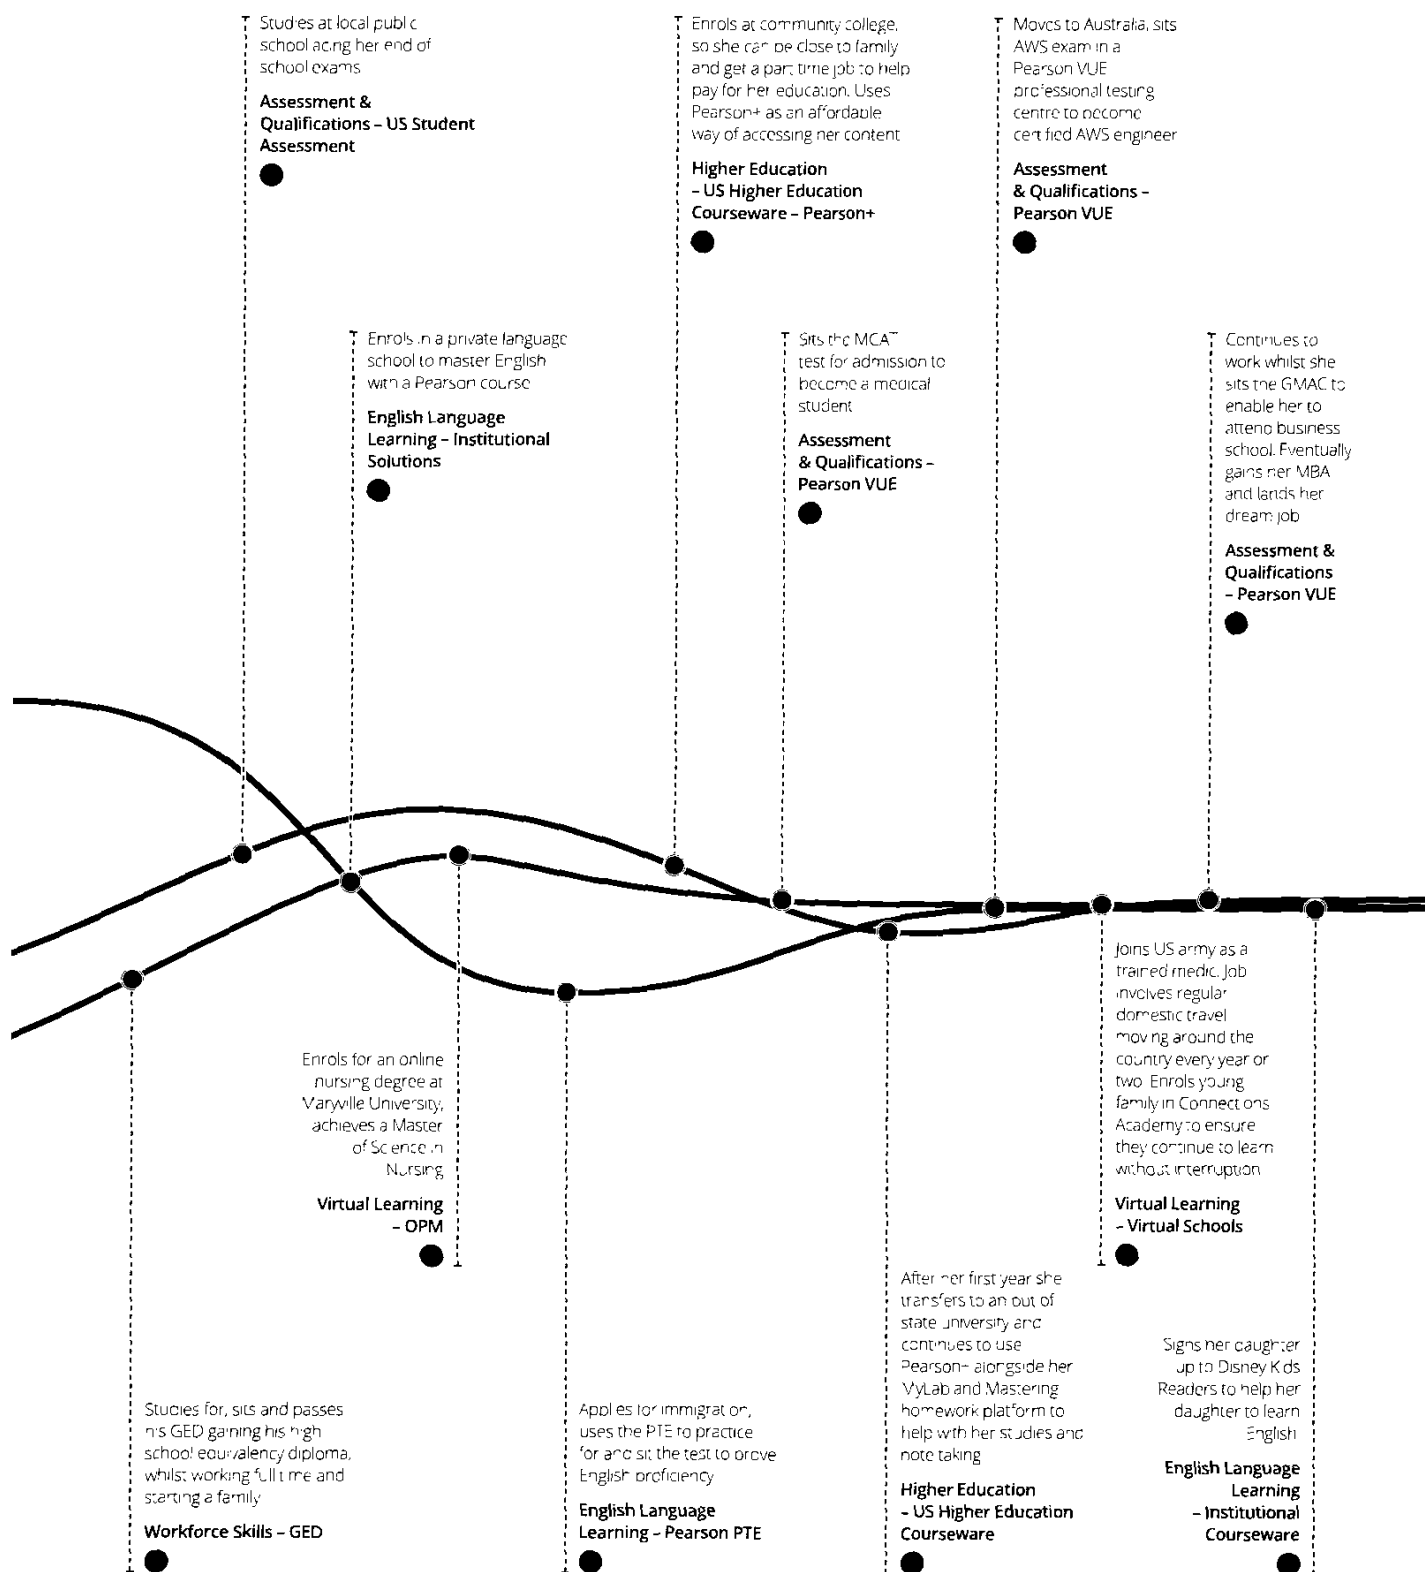 Studies at local public
school acing her end of
school exams
Assessment &
Qualifications – US Student
Assessment
Enrols at community college,
so she can be close to family
and get a part time job to help
pay for her education. Uses
Pearson+ as an affordable
way of accessing her content
Higher Education
– US Higher Education
Courseware – Pearson+
Moves to Australia, sits
AWS exam in a
Pearson VUE
professional testing
centre to become
certified AWS engineer
Assessment
& Qualifications –
Pearson VUE
Enrols in a private language
school to master English
with a Pearson course
English Language
Learning – Institutional
Solutions
Sits the MCAT
test for admission to
become a medical
student
Assessment
& Qualifications –
Pearson VUE
Continues to
work whilst she
sits the GMAC to
enable her to
attend business
school. Eventually
gains her MBA
and lands her
dream job
Assessment &
Qualifications
– Pearson VUE
Joins US army as a
trained medic. Job
involves regular
domestic travel
moving around the
country every year or
two. Enrols young
family in Connections
Academy to ensure
they continue to learn
without interruption
Virtual Learning
– Virtual Schools
Enrols for an online
nursing degree at
Maryville University,
achieves a Master
of Science in
Nursing
Virtual Learning
– OPM
After her first year she
transfers to an out of
state university and
continues to use
Pearson+ alongside her
MyLab and Mastering
homework platform to
help with her studies and
note taking
Higher Education
– US Higher Education
Courseware
Signs her daughter
up to Disney Kids
Readers to help her
daughter to learn
English
English Language
Learning
– Institutional
Courseware
Studies for, sits and passes
his GED gaining his high
school equivalency diploma,
whilst working full time and
starting a family
Workforce Skills – GED
Applies for immigration,
uses the PTE to practice
for and sit the test to prove
English proficiency
English Language
Learning – Pearson PTE